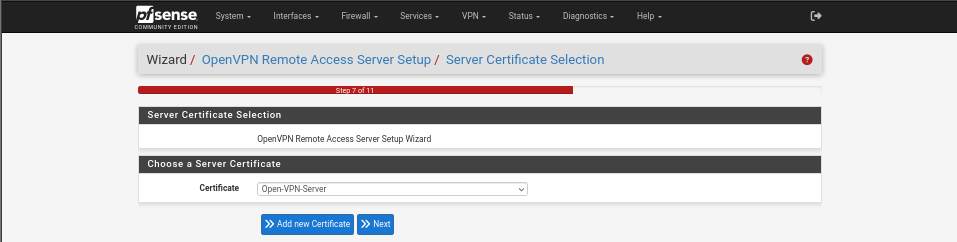 pfsense
COMMUNITY EDITION
System Interfaces Firewall Services VPN Status Diagnostics Help
Wizard / OpenVPN Remote Access Server Setup / Server Certificate Selection ?
Step 7 of 11
Server Certificate Selection
OpenVPN Remote Access Server Setup Wizard
Choose a Server Certificate
Certificate Open-VPN-Server
Add new Certificate Next